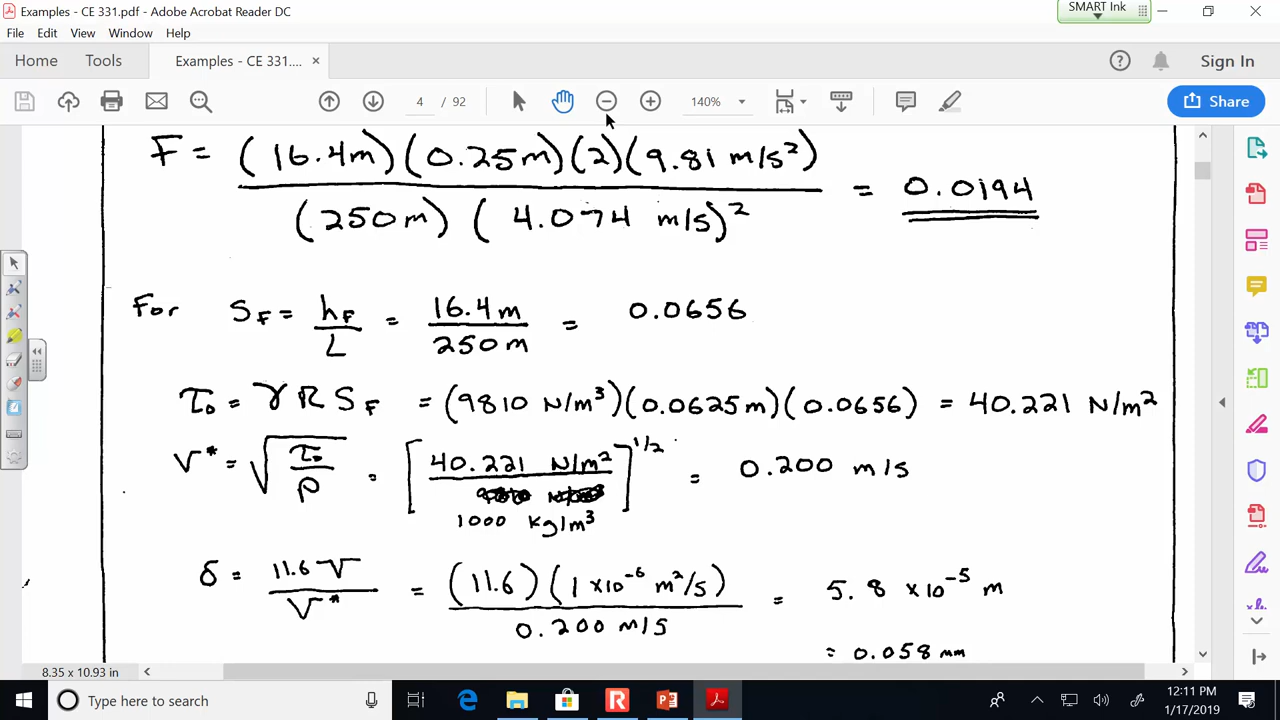 Examples - CE 331.pdf - Adobe Acrobat Reader DC
SMART Ink
File Edit View Window Help
Home Tools Examples - CE 331.... × Sign In
4 / 92 140% Share
F = (16.4m)(0.25m)(2)(9.81 m/s²)
(250m) (4.074 m/s)² = 0.0194
For S_F = h_F / L = 16.4m / 250m = 0.0656
τ₀ = γ R S_F = (9810 N/m³)(0.0625m)(0.0656) = 40.221 N/m²
V* = √(τ₀ / ρ) = [40.221 N/m² / 1000 kg/m³]^1/2 = 0.200 m/s
δ = 11.6 ν / V* = (11.6)(1 ×10⁻⁶ m²/s) / 0.200 m/s = 5.8 ×10⁻⁵ m
= 0.058 mm
8.35 x 10.93 in
Type here to search
12:11 PM
1/17/2019